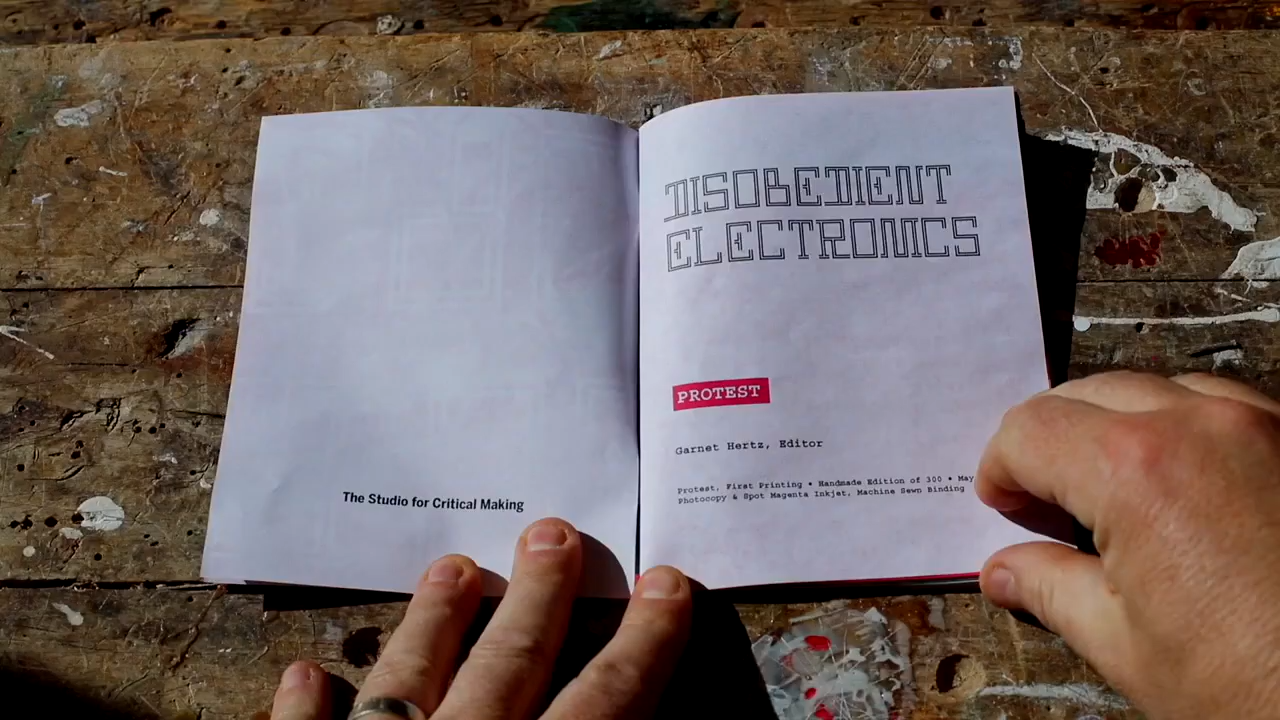 The Studio for Critical Making
DISOBEDIENT
ELECTRONICS
PROTEST
Garnet Hertz, Editor
Protest, First Printing • Handmade Edition of 300 • May
Photocopy & Spot Magenta Inkjet, Machine Sewn Binding